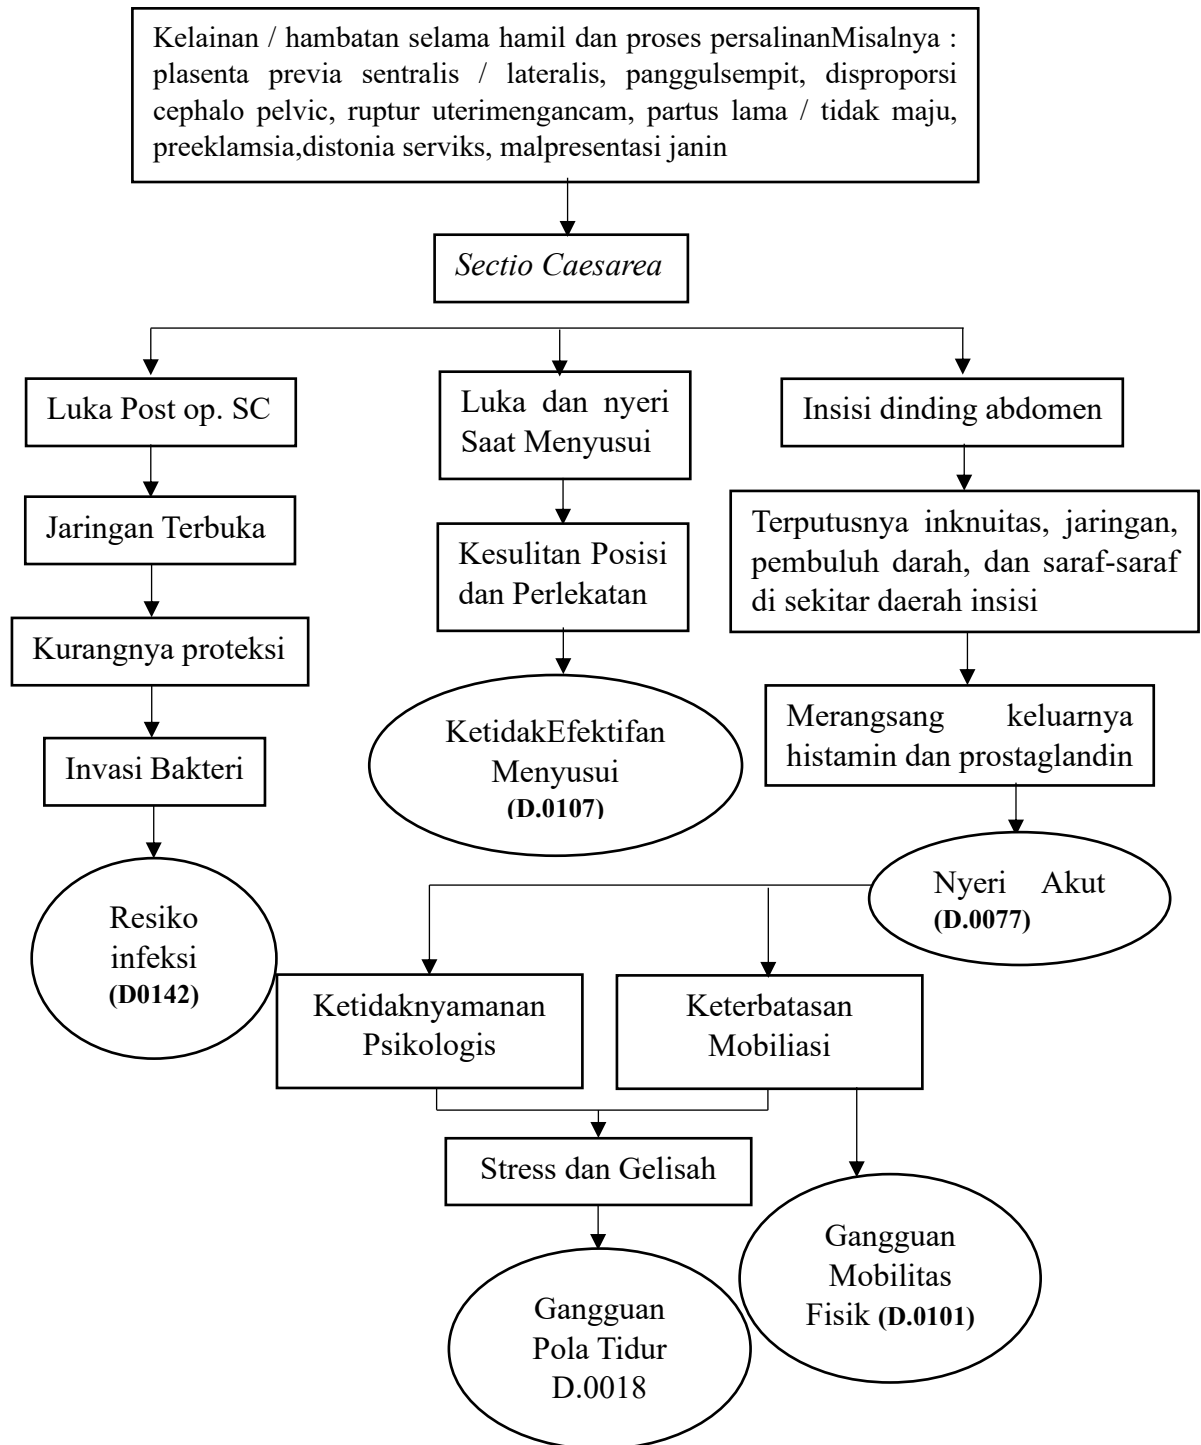 Kelainan / hambatan selama hamil dan proses persalinanMisalnya :
plasenta previa sentralis / lateralis, panggulsempit, disproporsi
cephalo pelvic, ruptur uterimengancam, partus lama / tidak maju,
preeklamsia,distonia serviks, malpresentasi janin
Sectio Caesarea
Luka Post op. SC
Jaringan Terbuka
Kurangnya proteksi
Invasi Bakteri
Resiko
infeksi
(D0142)
Luka dan nyeri
Saat Menyusui
Kesulitan Posisi
dan Perlekatan
KetidakEfektifan
Menyusui
(D.0107)
Insisi dinding abdomen
Terputusnya inknuitas, jaringan,
pembuluh darah, dan saraf-saraf
di sekitar daerah insisi
Merangsang keluarnya
histamin dan prostaglandin
Nyeri Akut
(D.0077)
Ketidaknyamanan
Psikologis
Keterbatasan
Mobiliasi
Stress dan Gelisah
Gangguan
Pola Tidur
D.0018
Gangguan
Mobilitas
Fisik (D.0101)